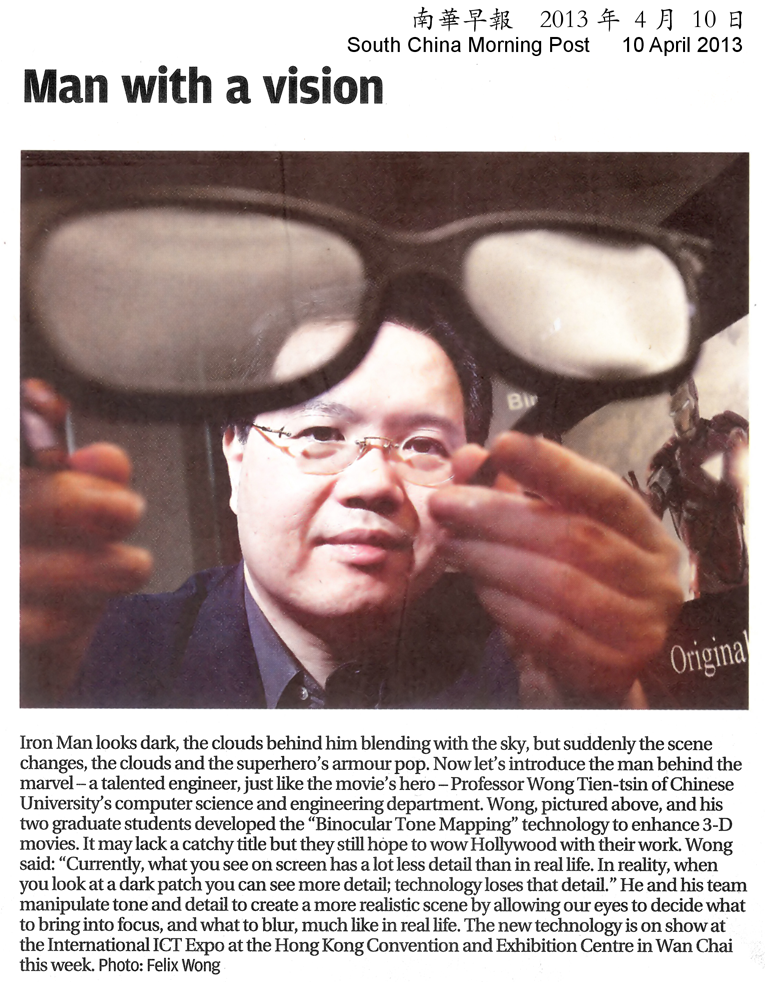 南華早報 2013 年 4 月 10 日
South China Morning Post 10 April 2013
Man with a vision
Original
Iron Man looks dark, the clouds behind him blending with the sky, but suddenly the scene
changes, the clouds and the superhero's armour pop. Now let's introduce the man behind the
marvel – a talented engineer, just like the movie's hero – Professor Wong Tien-tsin of Chinese
University's computer science and engineering department. Wong, pictured above, and his
two graduate students developed the “Binocular Tone Mapping” technology to enhance 3-D
movies. It may lack a catchy title but they still hope to wow Hollywood with their work. Wong
said: “Currently, what you see on screen has a lot less detail than in real life. In reality, when
you look at a dark patch you can see more detail; technology loses that detail.” He and his team
manipulate tone and detail to create a more realistic scene by allowing our eyes to decide what
to bring into focus, and what to blur, much like in real life. The new technology is on show at
the International ICT Expo at the Hong Kong Convention and Exhibition Centre in Wan Chai
this week. Photo: Felix Wong